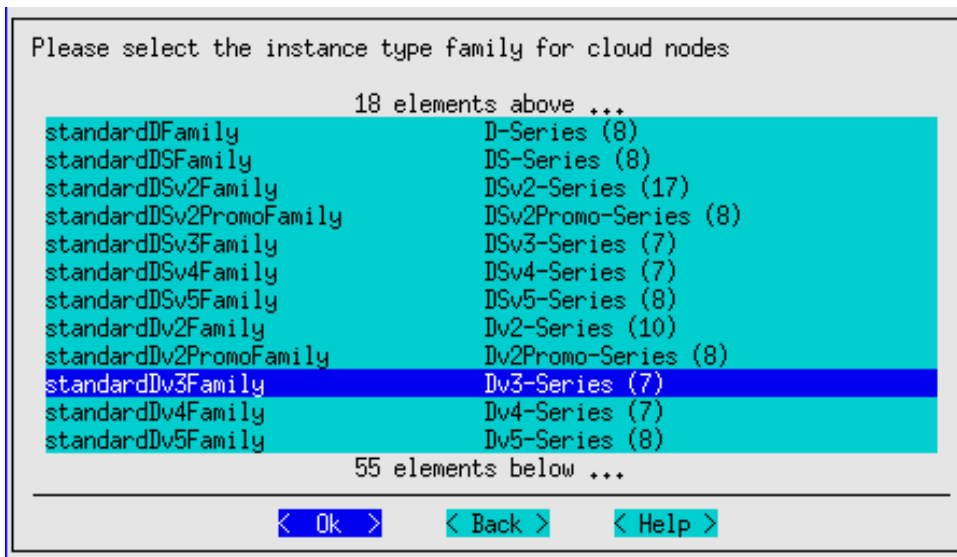 Please select the instance type family for cloud nodes
18 elements above ...
standardDFamily D-Series (8)
standardDSFamily DS-Series (8)
standardDSv2Family DSv2-Series (17)
standardDSv2PromoFamily DSv2Promo-Series (8)
standardDSv3Family DSv3-Series (7)
standardDSv4Family DSv4-Series (7)
standardDSv5Family DSv5-Series (8)
standardDv2Family Dv2-Series (10)
standardDv2PromoFamily Dv2Promo-Series (8)
standardDv3Family Dv3-Series (7)
standardDv4Family Dv4-Series (7)
standardDv5Family Dv5-Series (8)
55 elements below ...
< Ok > < Back > < Help >